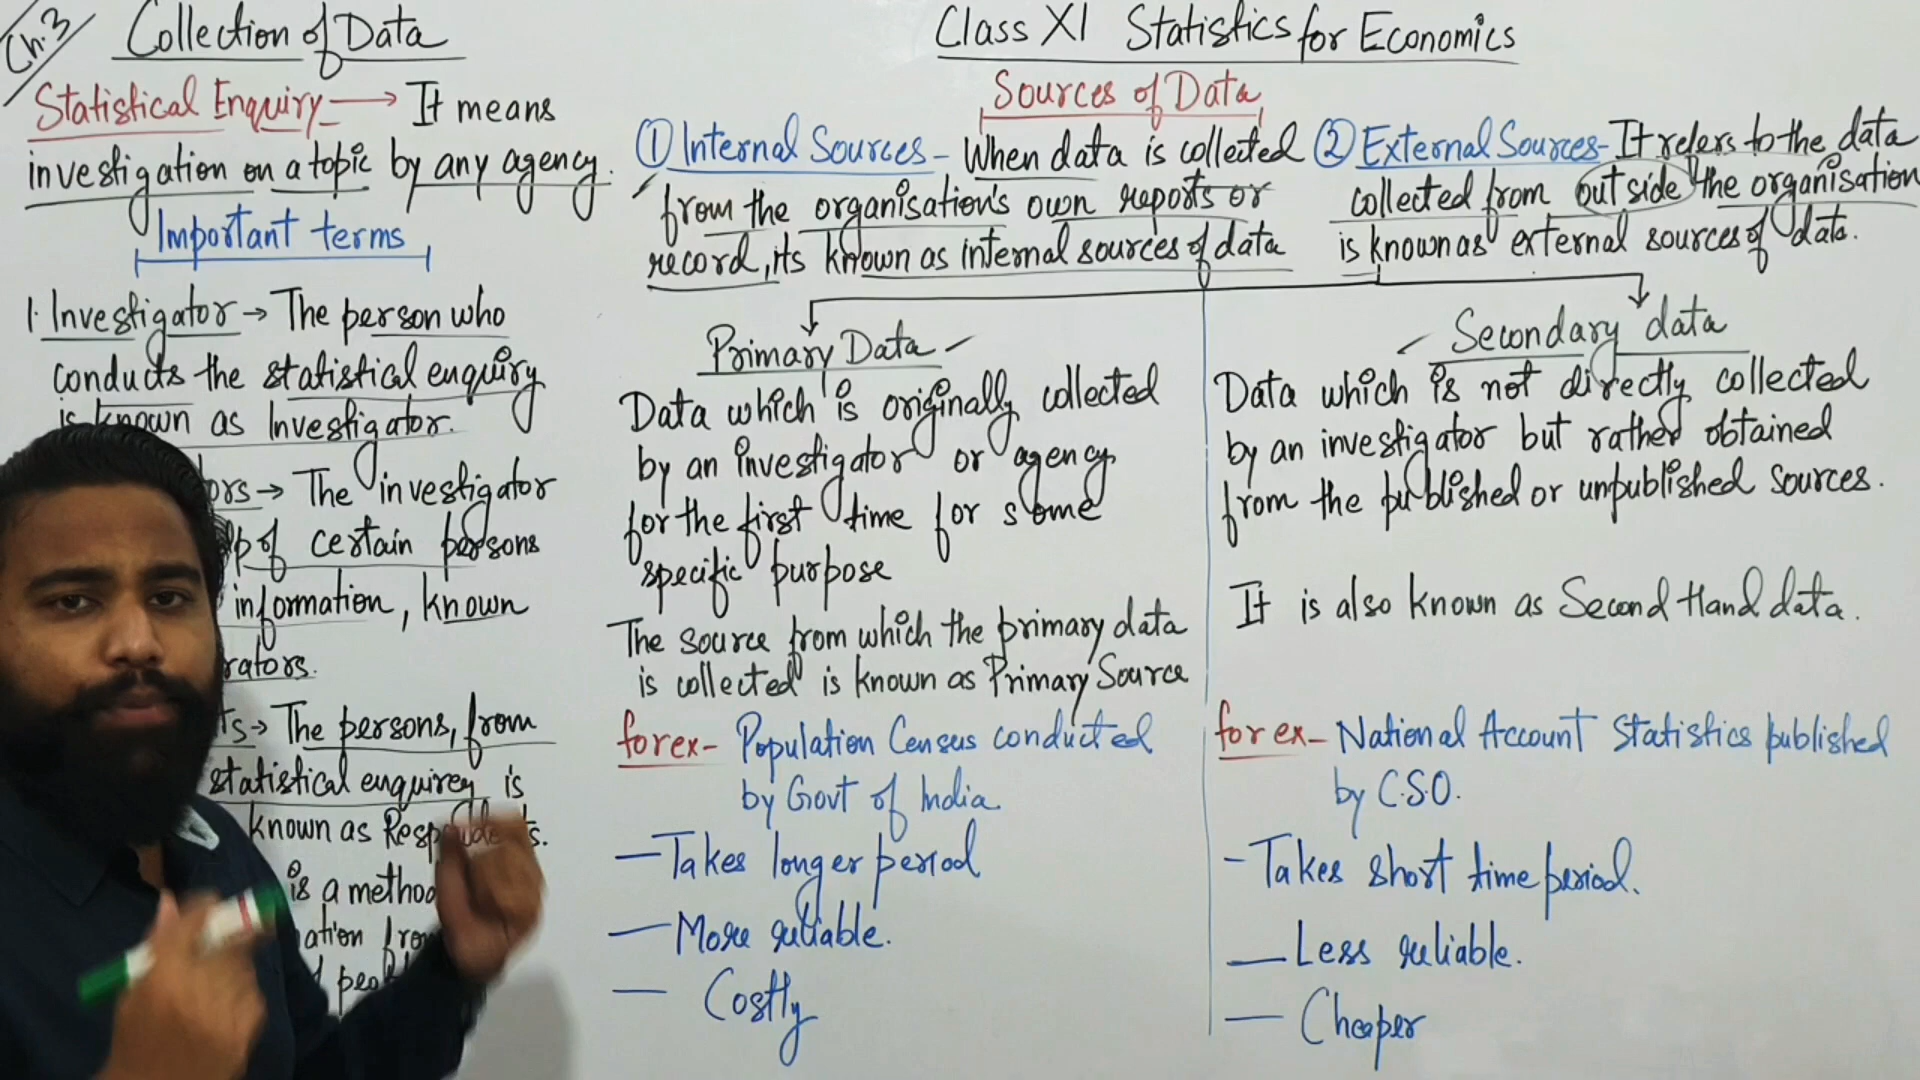 Ch. 3
Collection of Data
Statistical Enquiry → It means
investigation on a topic by any agency.
Important terms
1. Investigator → The person who
conducts the statistical enquiry
is known as Investigator.
ors → The investigator
p of certain persons
information, known
rators.
ts → The persons, from
statistical enquirey is
known as Respondents.
is a method
ation from
Class XI Statistics for Economics
Sources of Data
① Internal Sources - When data is collected
from the organisation's own reports or
record, its known as internal sources of data
② External Sources - It refers to the data
collected from outside the organisation
is known as external sources of data.
Primary Data
Data which is originally collected
by an investigator or agency
for the first time for some
specific purpose
The source from which the primary data
is collected is known as Primary Source
for ex - Population Census conducted
by Govt of India
- Takes longer period
- More reliable.
- Costly
Secondary data
Data which is not directly collected
by an investigator but rather obtained
from the published or unpublished sources.
It is also known as Second Hand data.
for ex - National Account Statistics published
by C.S.O.
- Takes short time period.
- Less reliable.
- Cheaper